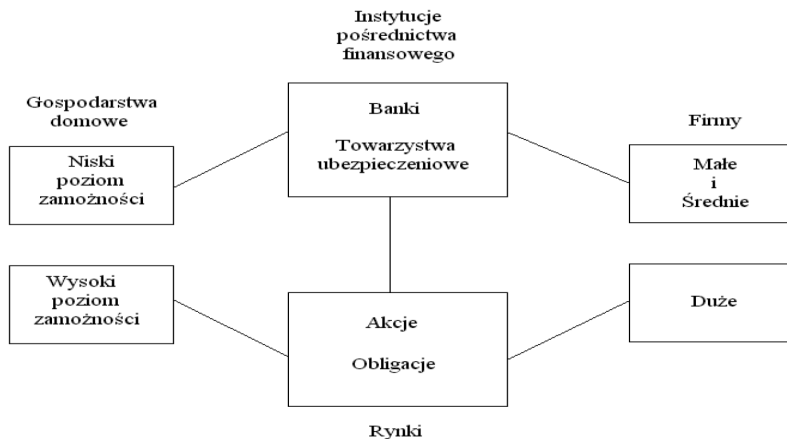 Instytucje
pośrednictwa
finansowego
Gospodarstwa
domowe
Niski
poziom
zamożności
Banki
Towarzystwa
ubezpieczeniowe
Firmy
Małe
i
Średnie
Wysoki
poziom
zamożności
Akcje
Obligacje
Duże
Rynki